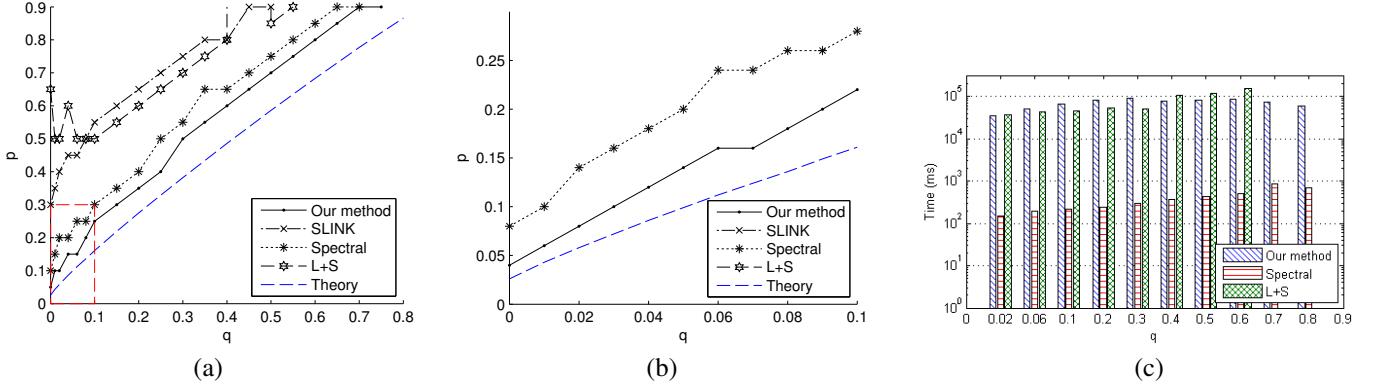 0.9
0.8
0.7
0.6
0.5
0.4
0.3
0.2
0.1
0
p
0 0.1 0.2 0.3 0.4 0.5 0.6 0.7 0.8
q
Our method
SLINK
Spectral
L+S
Theory
(a)
0.25
0.2
0.15
0.1
0.05
0
p
0 0.02 0.04 0.06 0.08 0.1
q
Our method
SLINK
Spectral
L+S
Theory
(b)
10^5
10^4
10^3
10^2
10^1
10^0
Time (ms)
0 0.02 0.06 0.1 0.2 0.3 0.4 0.5 0.6 0.7 0.8 0.9
q
Our method
Spectral
L+S
(c)